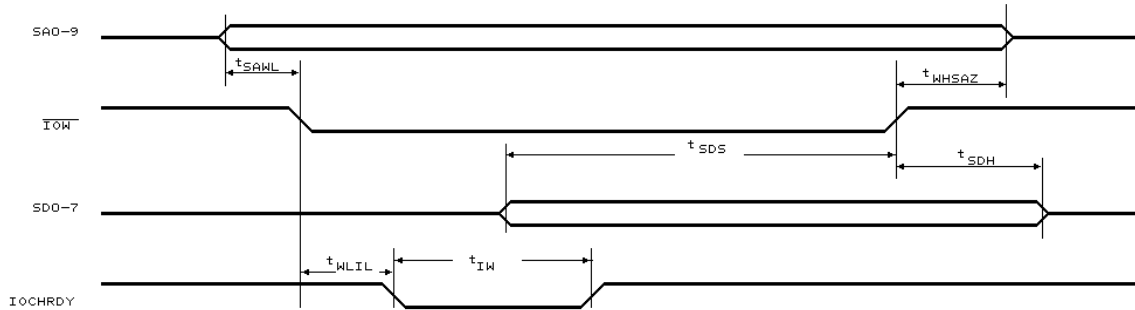 SA0-9
tSAWL
tWHSAZ
IOW
tSDS
tSDH
SD0-7
tWLIL
tIW
IOCHRDY